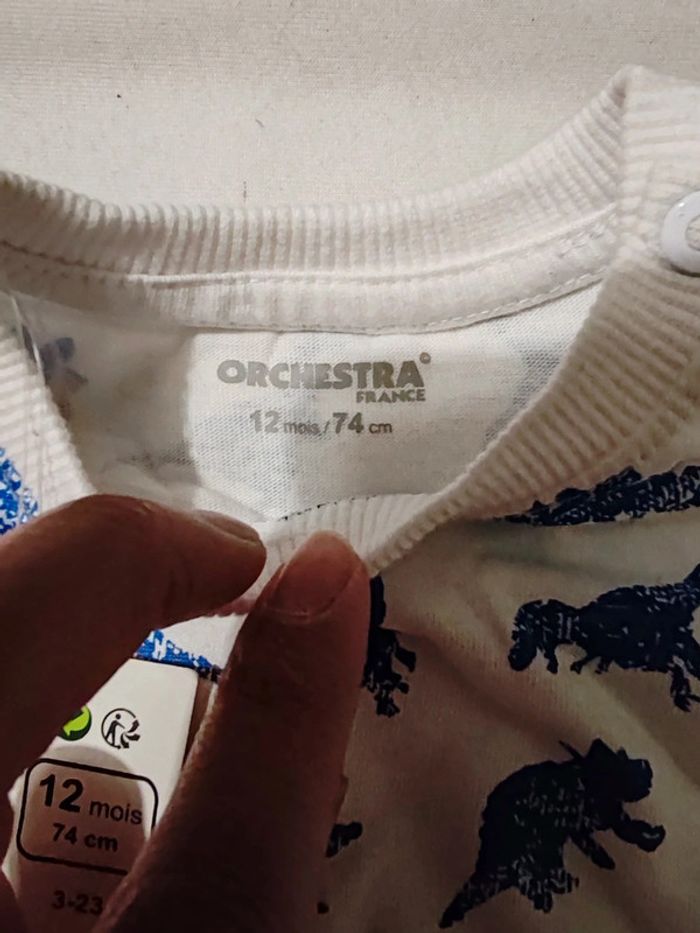 ORCHESTRA
FRANCE
12 mois / 74 cm
12 mois
74 cm
3-23